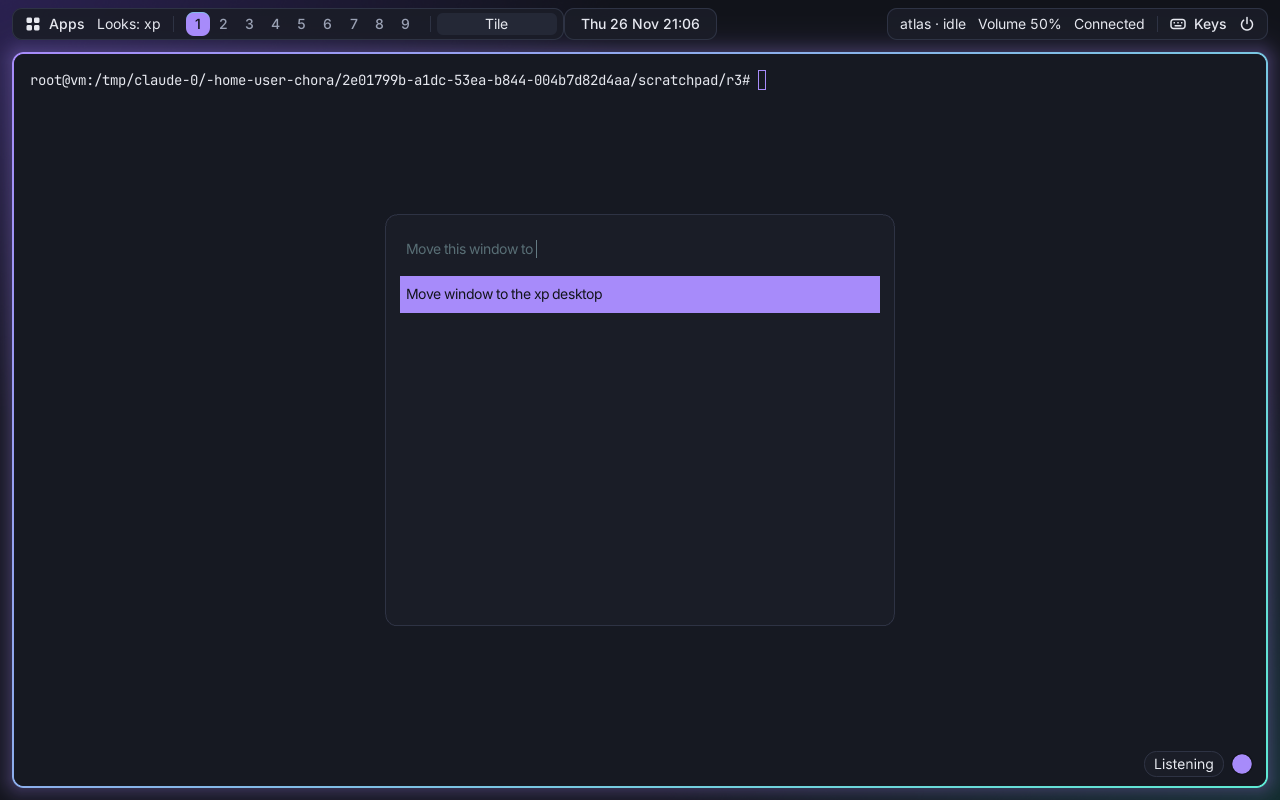 Apps Looks: xp 1 2 3 4 5 6 7 8 9 Tile Thu 26 Nov 21:06 atlas · idle Volume 50% Connected Keys
root@vm:/tmp/claude-0/-home-user-chora/2e01799b-a1dc-53ea-b844-004b7d82d4aa/scratchpad/r3#
Move this window to
Move window to the xp desktop
Listening